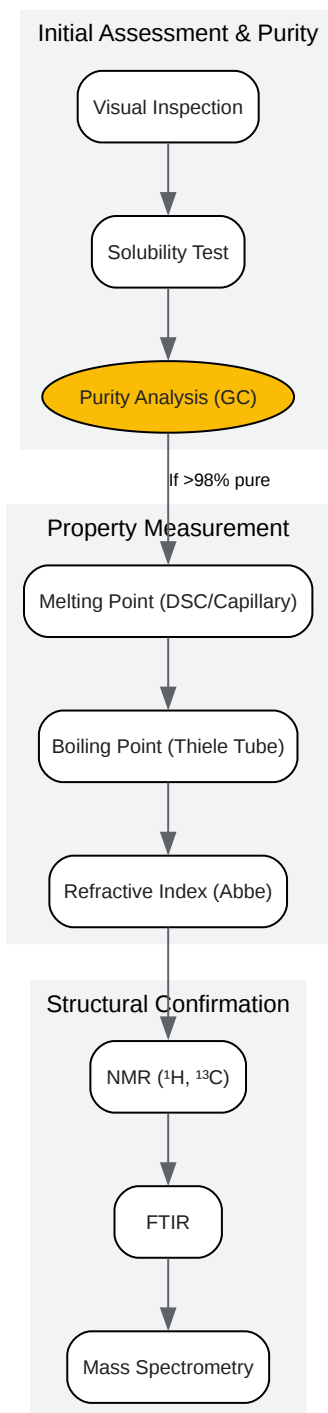 Initial Assessment & Purity
Visual Inspection
Solubility Test
Purity Analysis (GC)
If >98% pure
Property Measurement
Melting Point (DSC/Capillary)
Boiling Point (Thiele Tube)
Refractive Index (Abbe)
Structural Confirmation
NMR (¹H, ¹³C)
FTIR
Mass Spectrometry